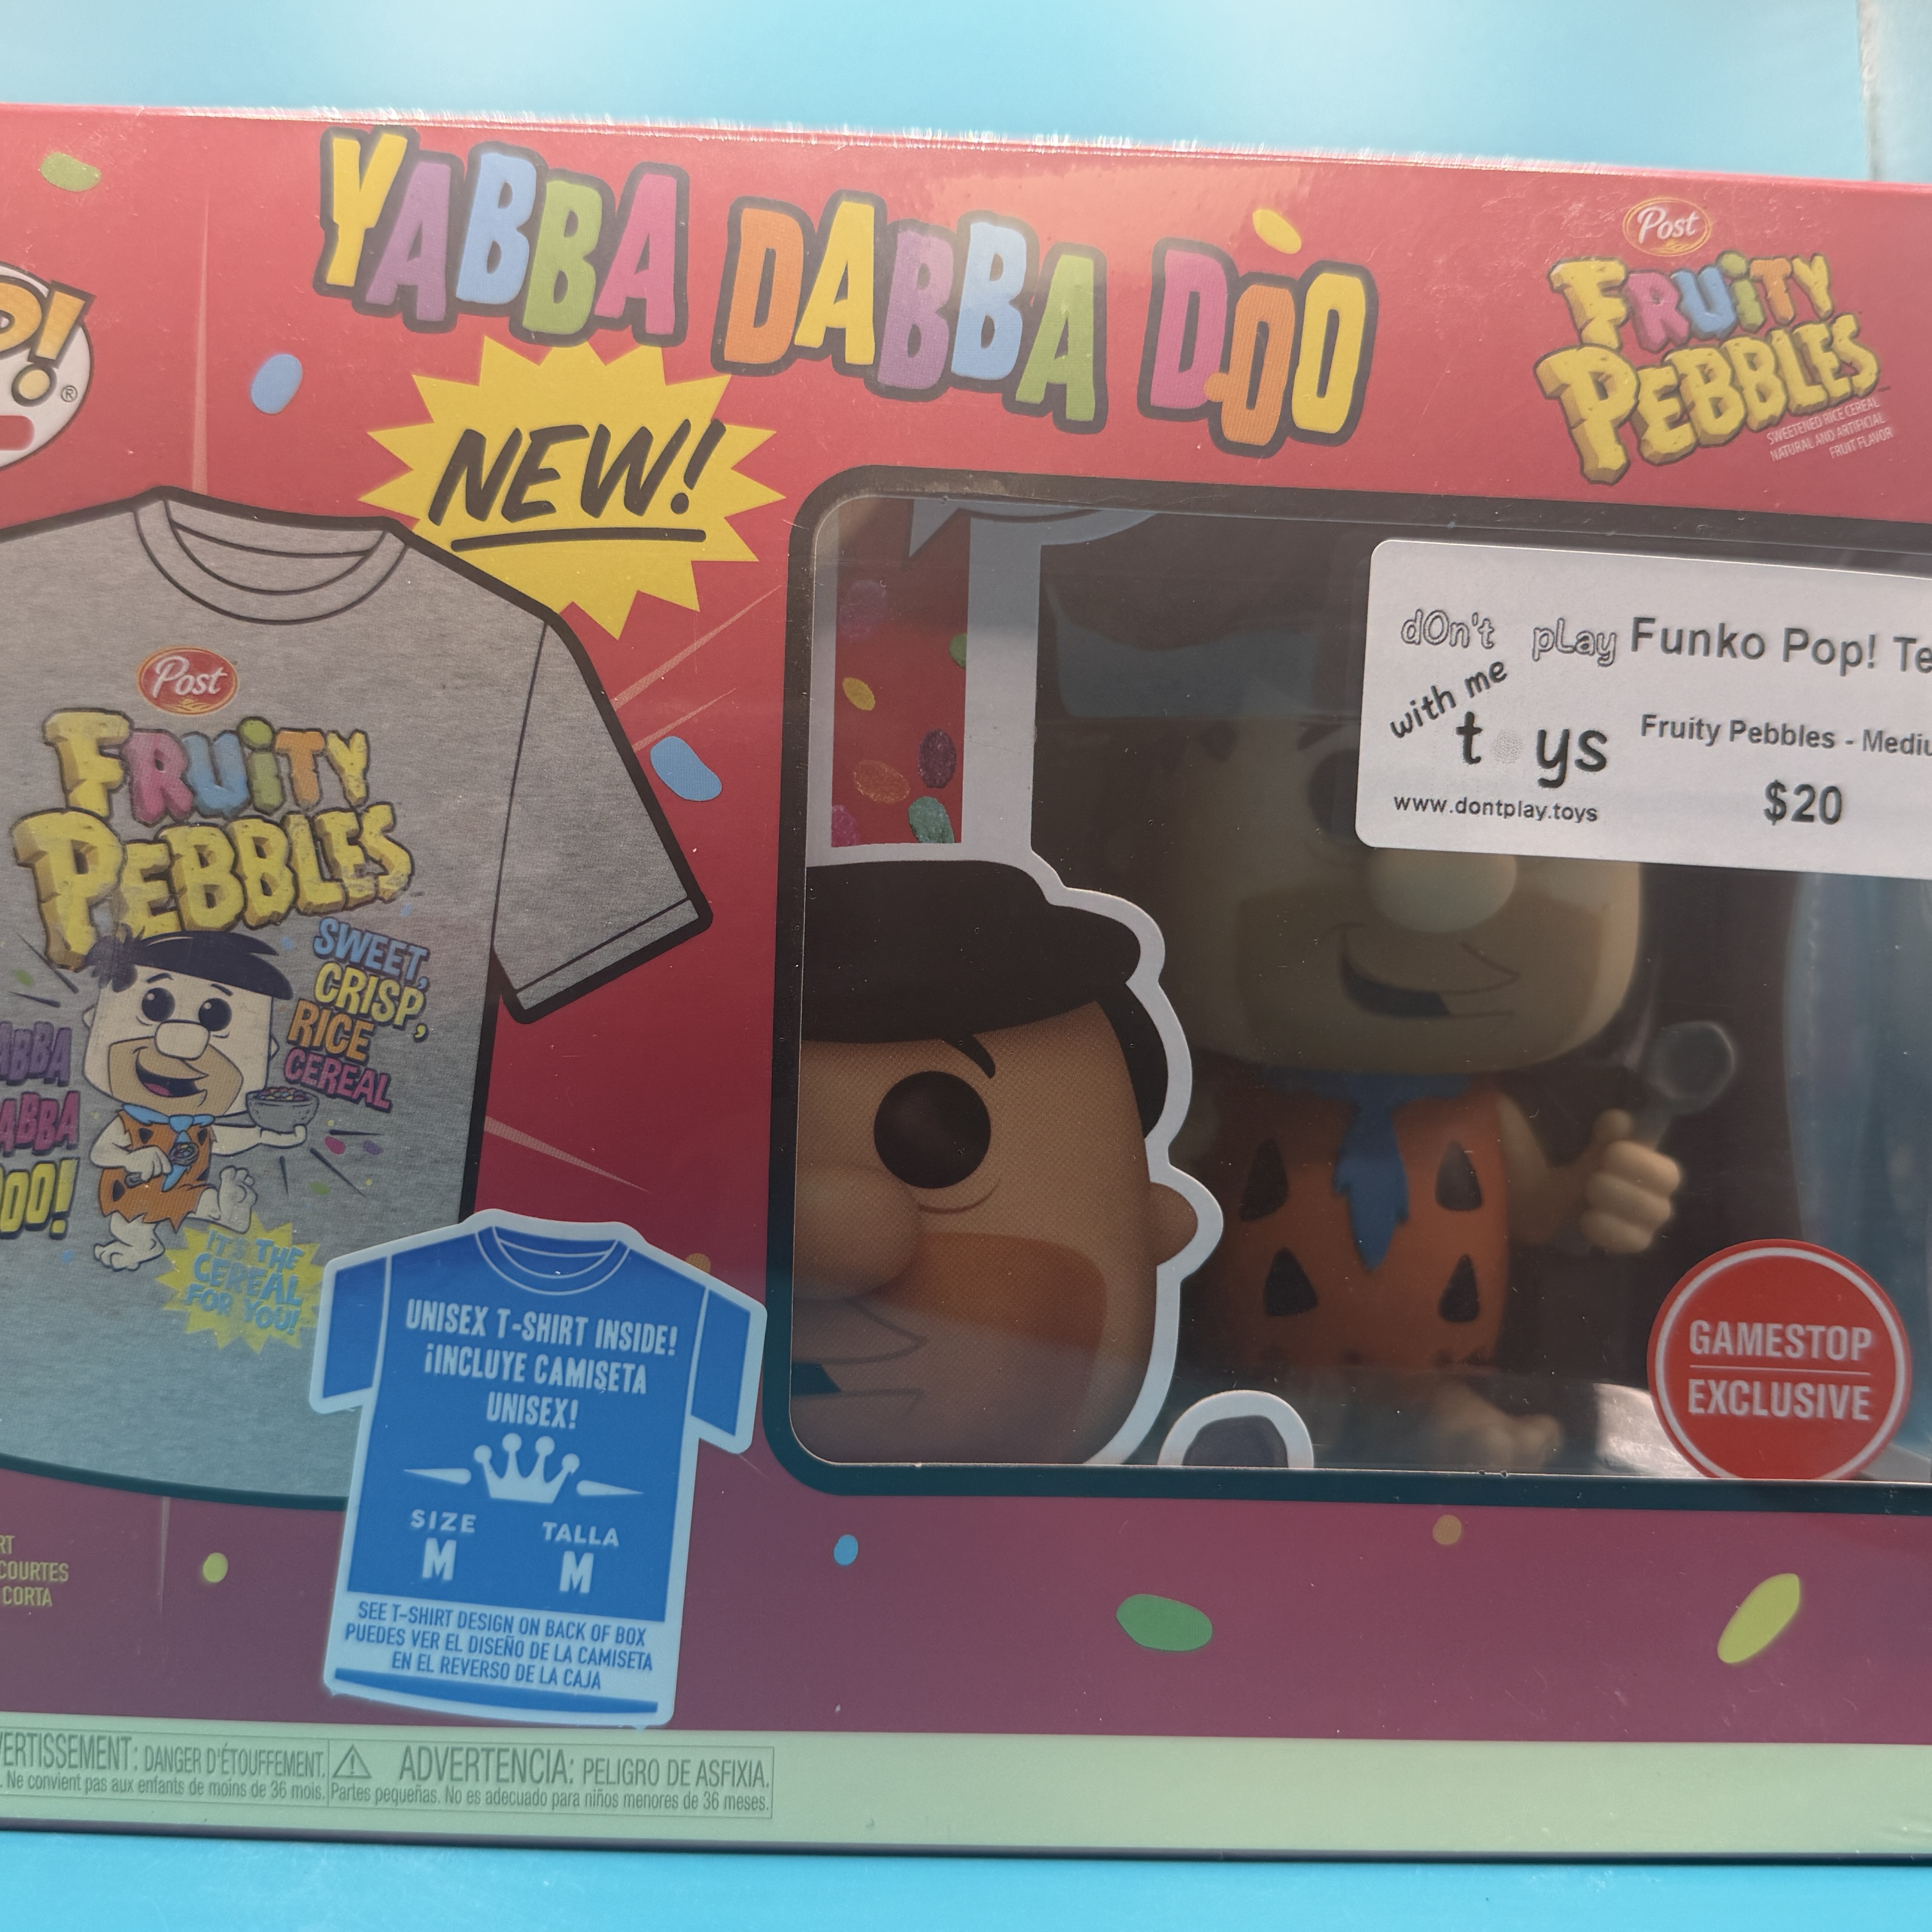 YABBA DABBA DOO
Post
FRUITY
PEBBLES
SWEETENED RICE CEREAL
NATURAL AND ARTIFICIAL
FRUIT FLAVOR
P!
®
NEW!
Post
FRUITY
PEBBLES
SWEET,
CRISP,
RICE
CEREAL
ABBA
ABBA
OO!
IT'S THE
CEREAL
FOR YOU!
dOn't pLay
with me
t ys
www.dontplay.toys
Funko Pop! Te
Fruity Pebbles - Mediu
$20
GAMESTOP
EXCLUSIVE
UNISEX T-SHIRT INSIDE!
¡INCLUYE CAMISETA
UNISEX!
SIZE TALLA
M M
SEE T-SHIRT DESIGN ON BACK OF BOX
PUEDES VER EL DISEÑO DE LA CAMISETA
EN EL REVERSO DE LA CAJA
RT
COURTES
CORTA
VERTISSEMENT: DANGER D'ÉTOUFFEMENT.
. Ne convient pas aux enfants de moins de 36 mois.
ADVERTENCIA: PELIGRO DE ASFIXIA.
Partes pequeñas. No es adecuado para niños menores de 36 meses.